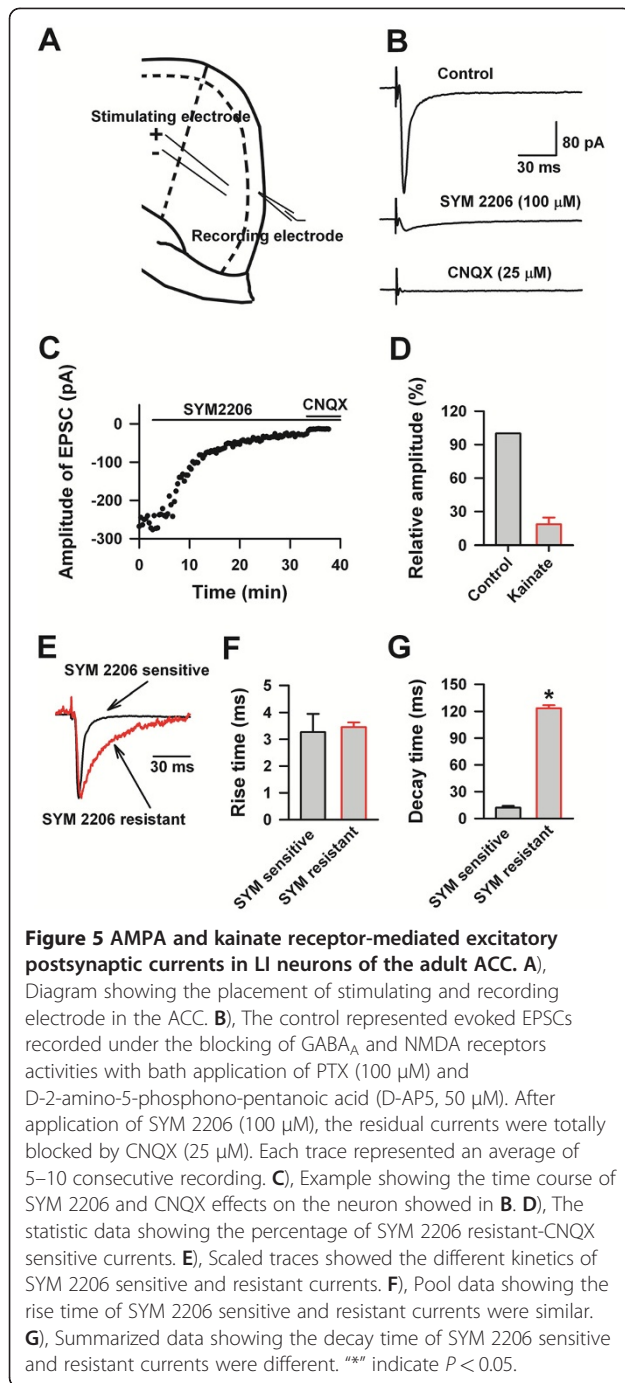 A
Stimulating electrode
+
-
Recording electrode
B
Control
80 pA
30 ms
SYM 2206 (100 μM)
CNQX (25 μM)
C
Amplitude of EPSC (pA)
0
-100
-200
-300
SYM2206
CNQX
0 10 20 30 40
Time (min)
D
Relative amplitude (%)
120
90
60
30
0
Control
Kainate
E
SYM 2206 sensitive
30 ms
SYM 2206 resistant
F
Rise time (ms)
5
4
3
2
1
0
SYM sensitive
SYM resistant
G
Decay time (ms)
150
120
90
60
30
0
*
SYM sensitive
SYM resistant
Figure 5 AMPA and kainate receptor-mediated excitatory
postsynaptic currents in LI neurons of the adult ACC. A),
Diagram showing the placement of stimulating and recording
electrode in the ACC. B), The control represented evoked EPSCs
recorded under the blocking of GABAA and NMDA receptors
activities with bath application of PTX (100 μM) and
D-2-amino-5-phosphono-pentanoic acid (D-AP5, 50 μM). After
application of SYM 2206 (100 μM), the residual currents were totally
blocked by CNQX (25 μM). Each trace represented an average of
5–10 consecutive recording. C), Example showing the time course of
SYM 2206 and CNQX effects on the neuron showed in B. D), The
statistic data showing the percentage of SYM 2206 resistant-CNQX
sensitive currents. E), Scaled traces showed the different kinetics of
SYM 2206 sensitive and resistant currents. F), Pool data showing the
rise time of SYM 2206 sensitive and resistant currents were similar.
G), Summarized data showing the decay time of SYM 2206 sensitive
and resistant currents were different. “*” indicate P < 0.05.